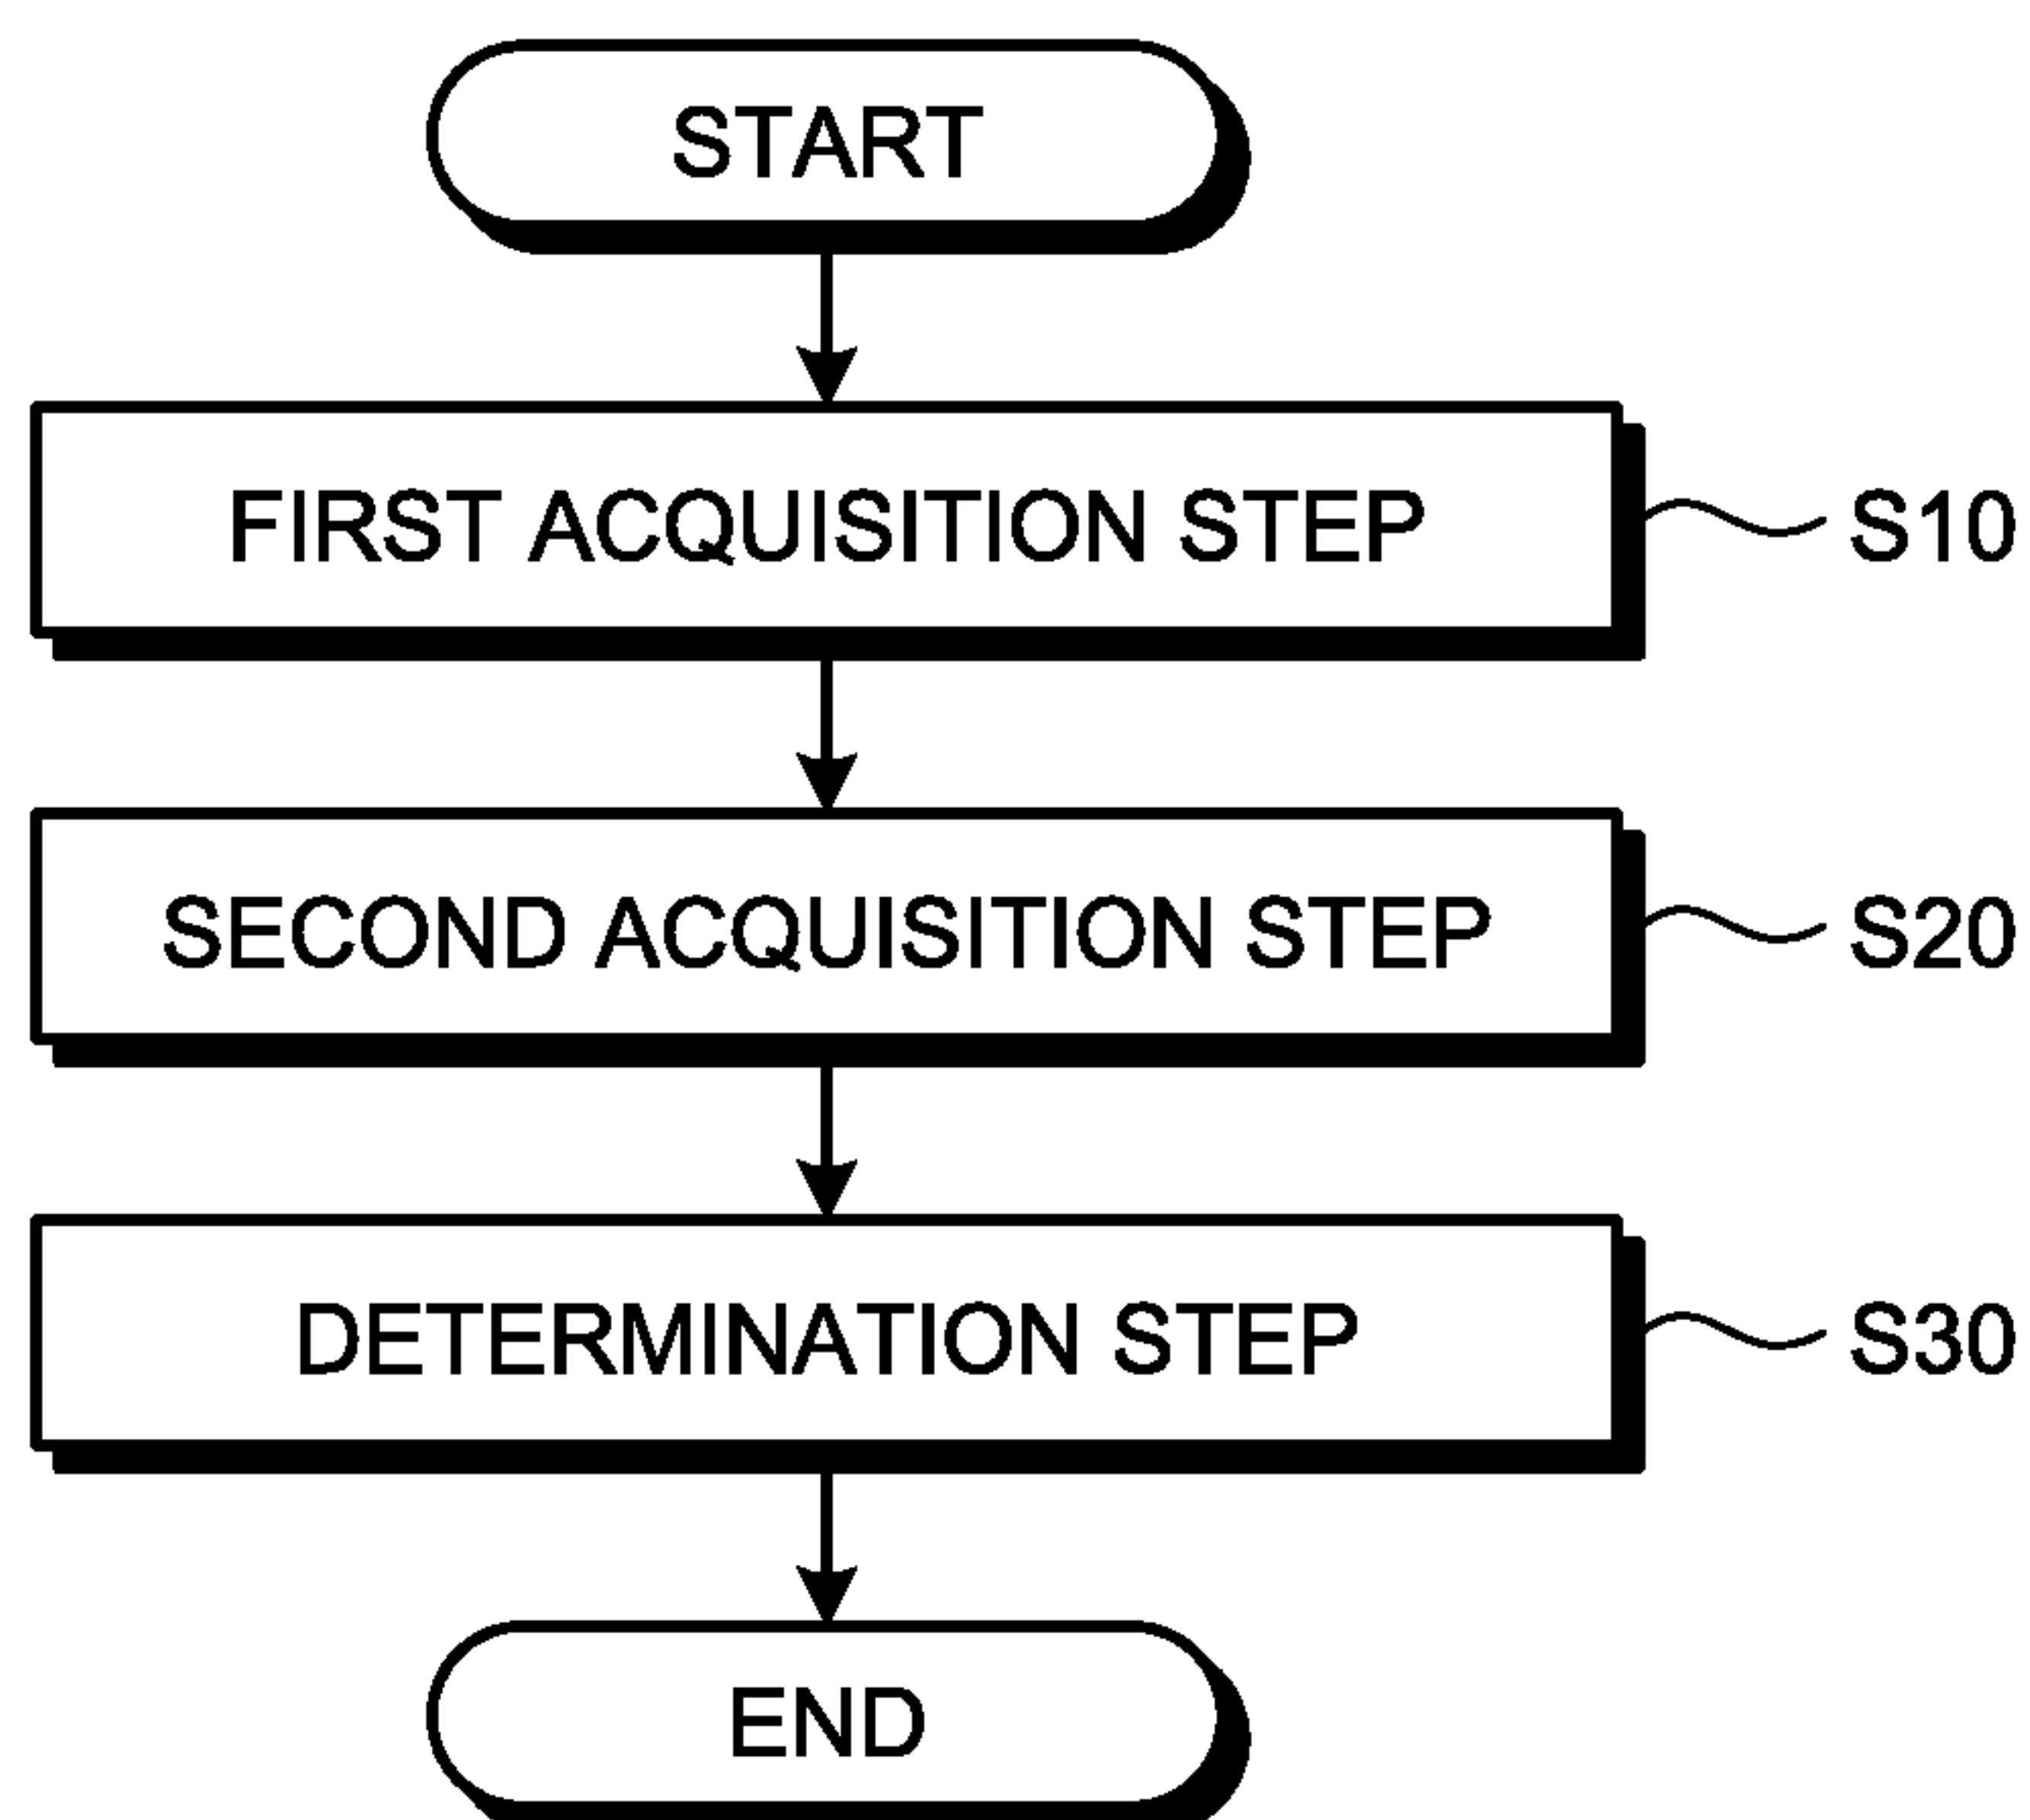 START
FIRST ACQUISITION STEP S10
SECOND ACQUISITION STEP S20
DETERMINATION STEP S30
END